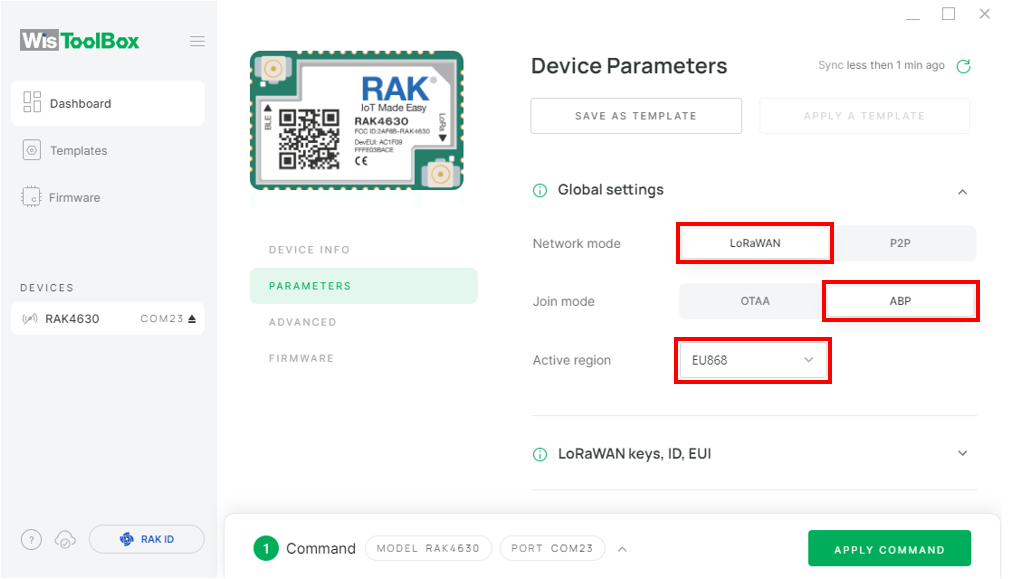 WisToolBox
Dashboard
Templates
Firmware
DEVICES
RAK4630 COM23
?
RAK ID
RAK®
IoT Made Easy
RAK4630
FCC ID:2AF6B-RAK4630
DevEUI: AC1F09
FFFE03BACE
CE
BLE
LoRa
DEVICE INFO
PARAMETERS
ADVANCED
FIRMWARE
Device Parameters
Sync less then 1 min ago
SAVE AS TEMPLATE
APPLY A TEMPLATE
Global settings
Network mode LoRaWAN P2P
Join mode OTAA ABP
Active region EU868
LoRaWAN keys, ID, EUI
1 Command MODEL RAK4630 PORT COM23
APPLY COMMAND